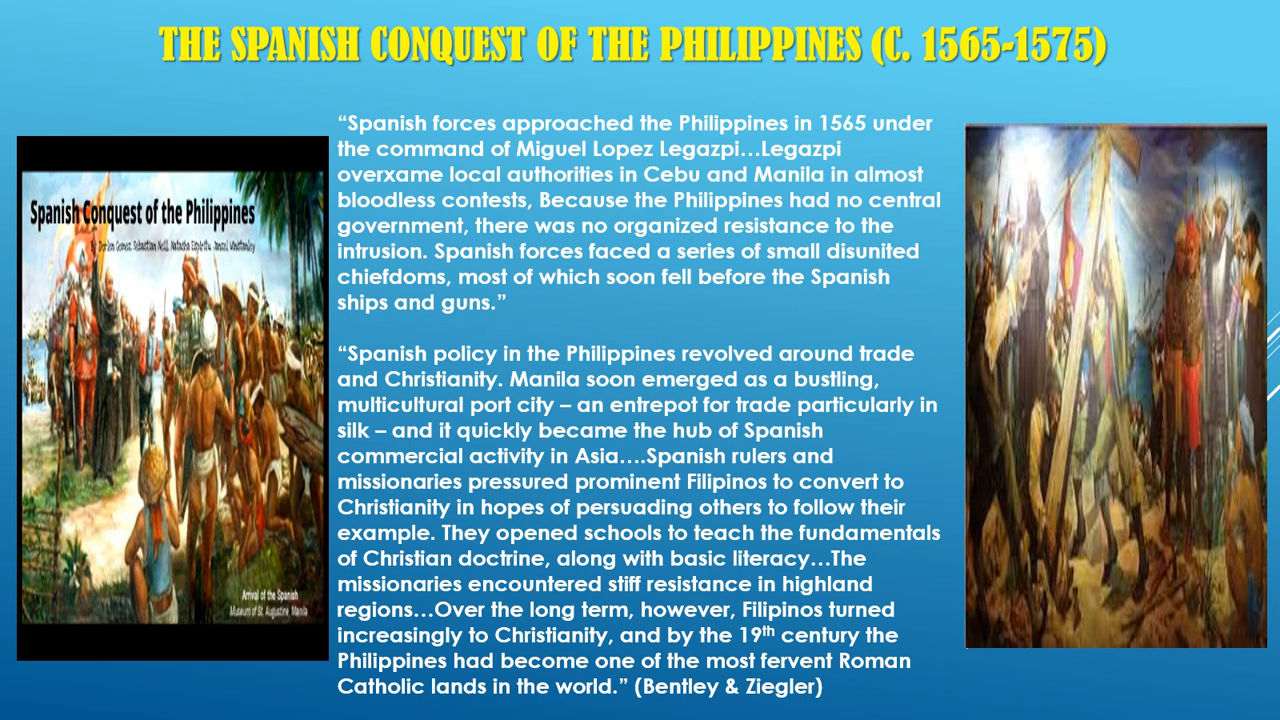 THE SPANISH CONQUEST OF THE PHILIPPINES (C. 1565-1575)
“Spanish forces approached the Philippines in 1565 under
the command of Miguel Lopez Legazpi…Legazpi
overxame local authorities in Cebu and Manila in almost
bloodless contests, Because the Philippines had no central
government, there was no organized resistance to the
intrusion. Spanish forces faced a series of small disunited
chiefdoms, most of which soon fell before the Spanish
ships and guns.”
“Spanish policy in the Philippines revolved around trade
and Christianity. Manila soon emerged as a bustling,
multicultural port city – an entrepot for trade particularly in
silk – and it quickly became the hub of Spanish
commercial activity in Asia….Spanish rulers and
missionaries pressured prominent Filipinos to convert to
Christianity in hopes of persuading others to follow their
example. They opened schools to teach the fundamentals
of Christian doctrine, along with basic literacy…The
missionaries encountered stiff resistance in highland
regions…Over the long term, however, Filipinos turned
increasingly to Christianity, and by the 19th century the
Philippines had become one of the most fervent Roman
Catholic lands in the world.” (Bentley & Ziegler)
Spanish Conquest of the Philippines
Gomez, Sebastian Natasha
Arrival of the Spanish
Museum of St. Augustine, Manila